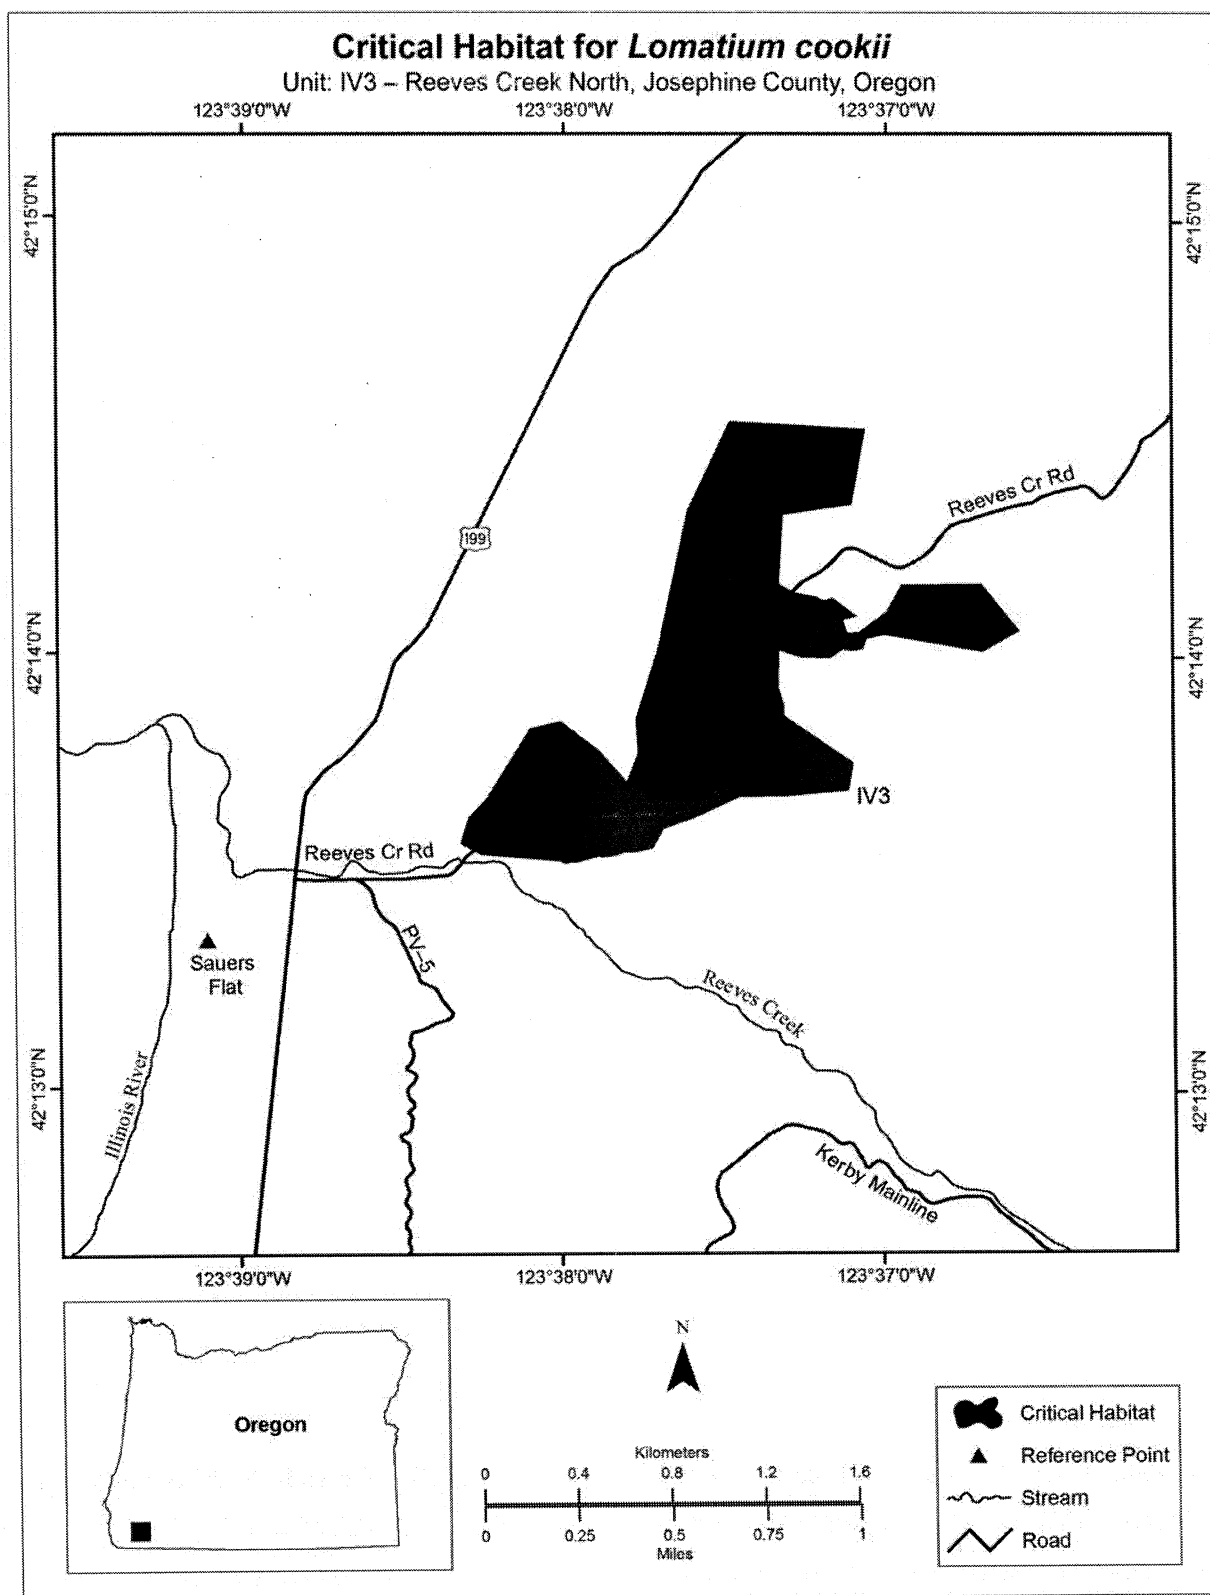 Critical Habitat for Lomatium cookii
Unit: IV3 – Reeves Creek North, Josephine County, Oregon
123°39'0"W 123°38'0"W 123°37'0"W
42°15'0"N 42°15'0"N
Reeves Cr Rd
199
42°14'0"N 42°14'0"N
IV3
Reeves Cr Rd
PV–5
Sauers
Flat
Reeves Creek
Illinois River
42°13'0"N 42°13'0"N
Kerby Mainline
123°39'0"W 123°38'0"W 123°37'0"W
Oregon
N
Kilometers
0 0.4 0.8 1.2 1.6
0 0.25 0.5 0.75 1
Miles
Critical Habitat
Reference Point
Stream
Road